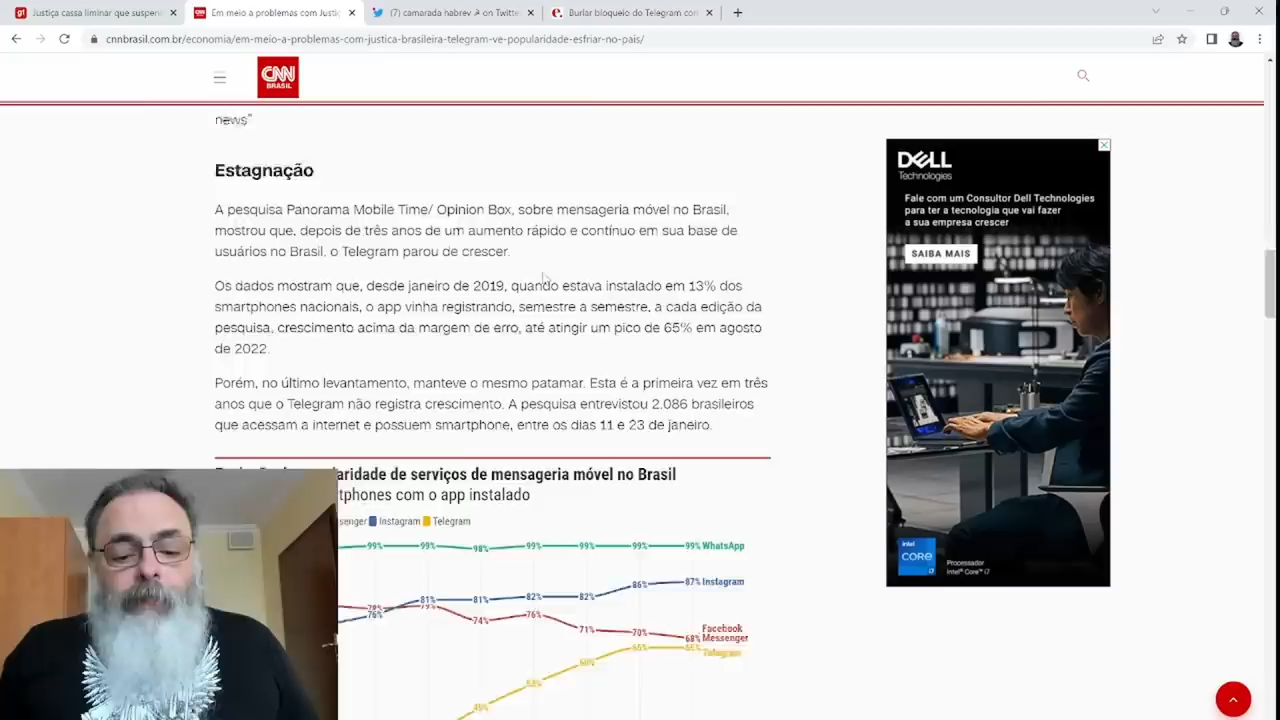 Justiça cassa liminar que suspen
Em meio a problemas com Justiç
(7) camarada habrev on Twitte
Burlar bloqueio do Telegram com
cnnbrasil.com.br/economia/em-meio-a-problemas-com-justica-brasileira-telegram-ve-popularidade-esfriar-no-pais/
CNN
BRASIL
news"
Estagnação
A pesquisa Panorama Mobile Time/ Opinion Box, sobre mensageria móvel no Brasil,
mostrou que, depois de três anos de um aumento rápido e contínuo em sua base de
usuários no Brasil, o Telegram parou de crescer.
Os dados mostram que, desde janeiro de 2019, quando estava instalado em 13% dos
smartphones nacionais, o app vinha registrando, semestre a semestre, a cada edição da
pesquisa, crescimento acima da margem de erro, até atingir um pico de 65% em agosto
de 2022.
Porém, no último levantamento, manteve o mesmo patamar. Esta é a primeira vez em três
anos que o Telegram não registra crescimento. A pesquisa entrevistou 2.086 brasileiros
que acessam a internet e possuem smartphone, entre os dias 11 e 23 de janeiro.
aridade de serviços de mensageria móvel no Brasil
tphones com o app instalado
senger Instagram Telegram
99% 99% 98% 99% 99% 99% 99% WhatsApp
76% 81% 81% 82% 82% 86% 87% Instagram
78% 79% 74% 76% 71% 70% 68% Facebook
Messenger
45% 60% 65% 65% Telegram
DELL
Technologies
Fale com um Consultor Dell Technologies
para ter a tecnologia que vai fazer
a sua empresa crescer
SAIBA MAIS
intel
CORE
i7
Processador
Intel® Core™ i7